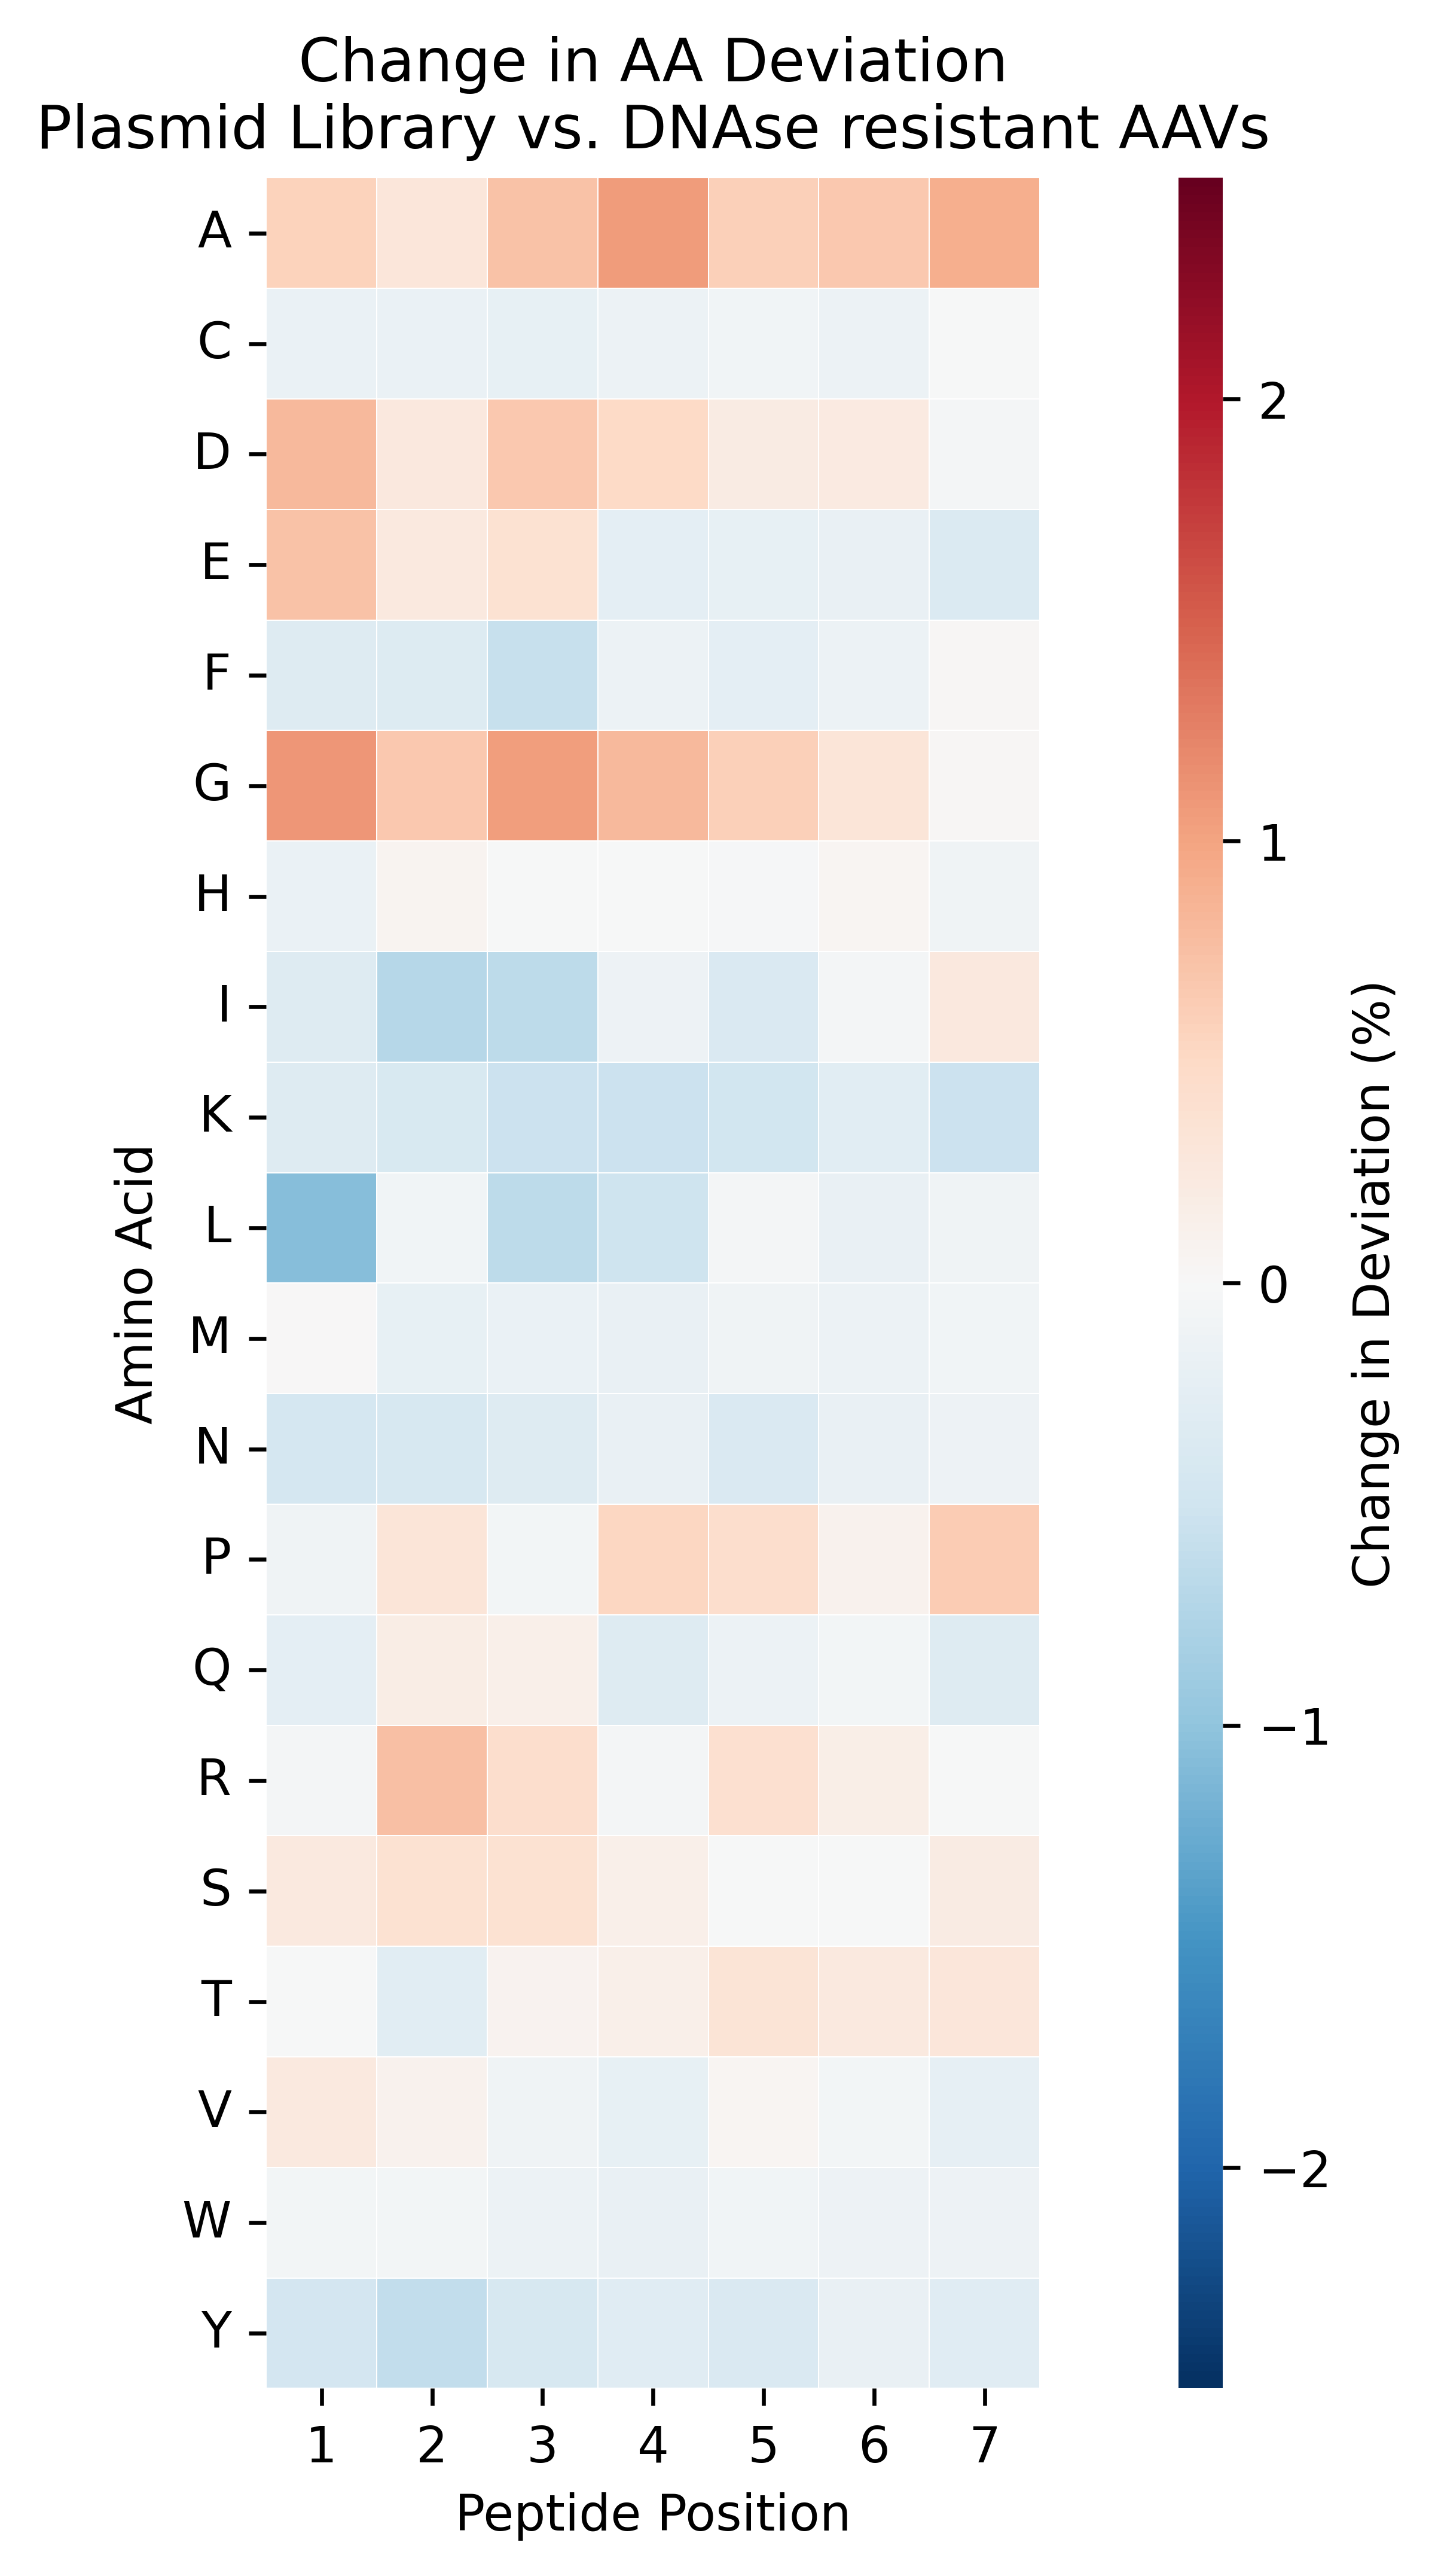 Change in AA Deviation
Plasmid Library vs. DNAse resistant AAVs
Amino Acid
A
C
D
E
F
G
H
I
K
L
M
N
P
Q
R
S
T
V
W
Y
1 2 3 4 5 6 7
Peptide Position
2
1
0
−1
−2
Change in Deviation (%)